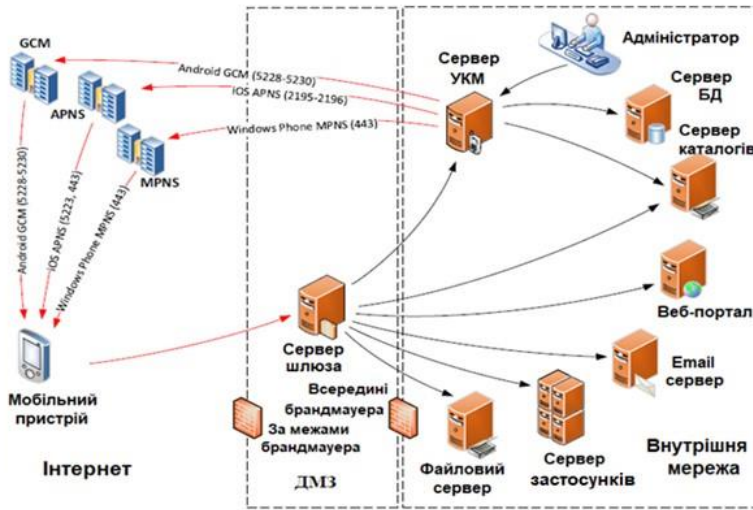 GCM
APNS
MPNS
Android GCM (5228-5230)
iOS APNS (2195-2196)
Windows Phone MPNS (443)
Android GCM (5228-5230)
iOS APNS (5223, 443)
Windows Phone MPNS (443)
Сервер
УКМ
Адміністратор
Сервер
БД
Сервер
каталогів
Веб-портал
Email
сервер
Сервер
шлюза
Мобільний
пристрій
Всередині
брандмауера
За межами
брандмауера
Файловий
сервер
Сервер
застосунків
Внутрішня
мережа
Інтернет
ДМЗ